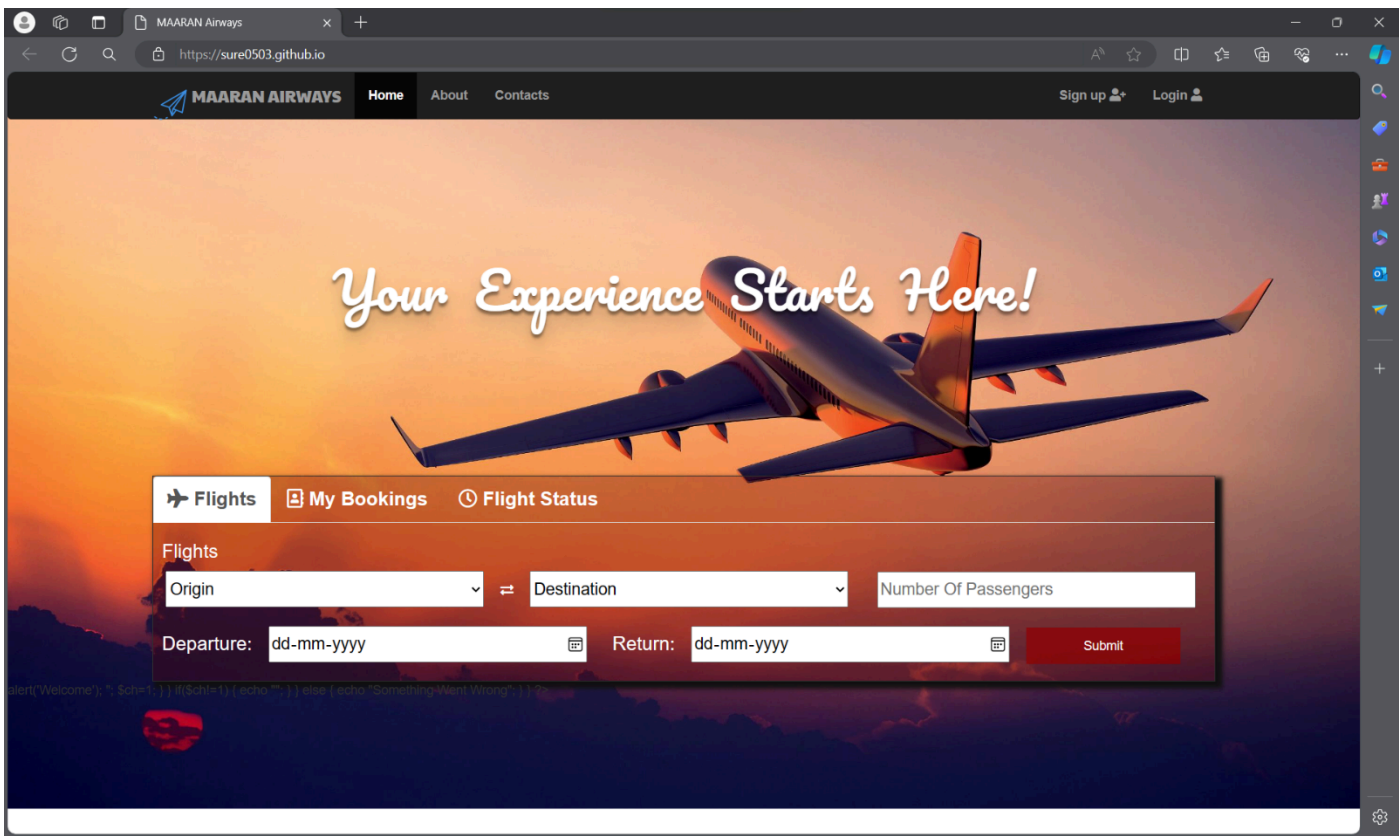 MAARAN Airways
https://sure0503.github.io
MAARAN AIRWAYS Home About Contacts Sign up Login
Your Experience Starts Here!
Flights My Bookings Flight Status
Flights
Origin Destination Number Of Passengers
Departure: dd-mm-yyyy Return: dd-mm-yyyy Submit
alert('Welcome'); "; $ch=1; } } if($ch!=1) { echo ""; } } else { echo "Something Went Wrong"; } } ?>